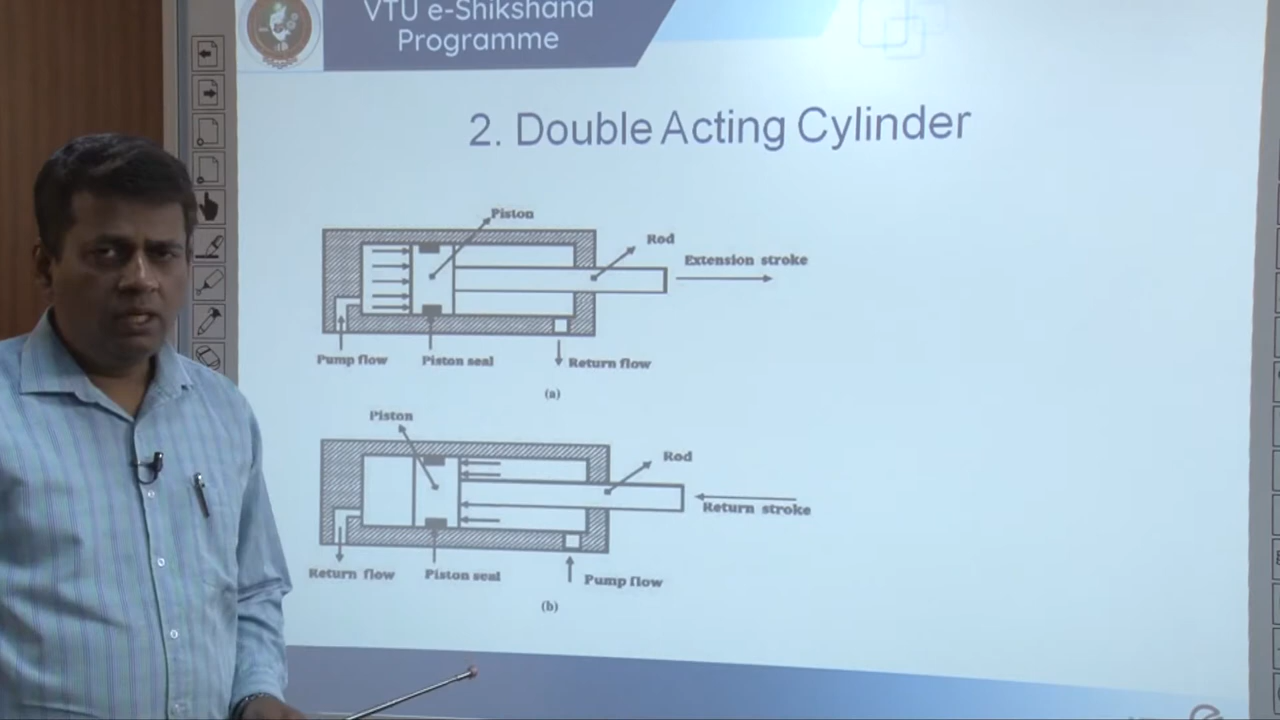 VTU e-Shikshana
Programme
2. Double Acting Cylinder
Piston
Rod
Extension stroke
Pump flow
Piston seal
Return flow
(a)
Piston
Rod
Return stroke
Return flow
Piston seal
Pump flow
(b)